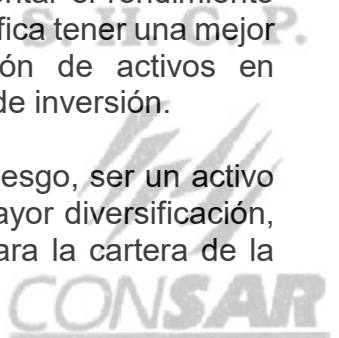 ntar el rendimiento
S. H. C. P.
fica tener una mejor
ón de activos en
de inversión.
esgo, ser un activo
ayor diversificación,
ara la cartera de la
CONSAR